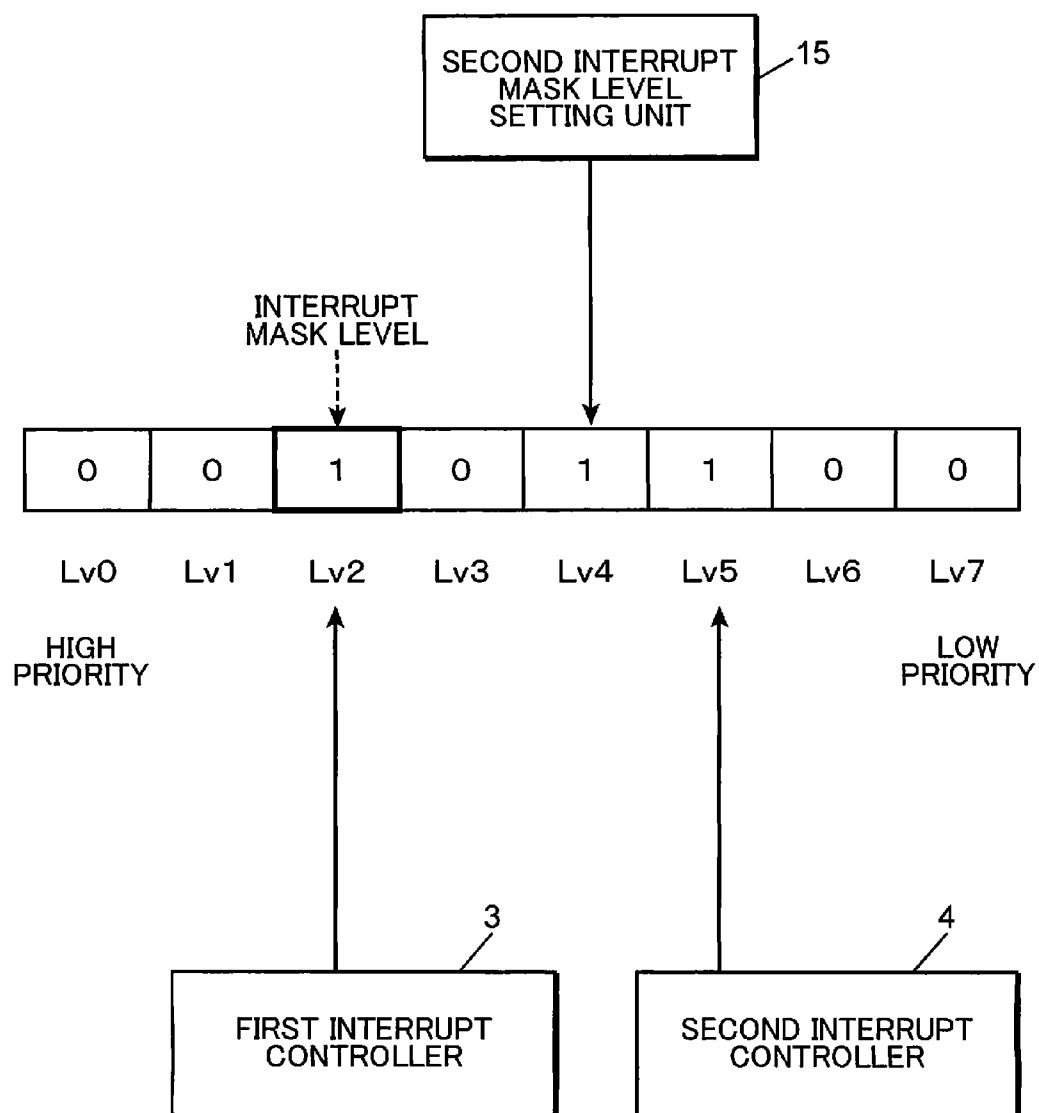 SECOND INTERRUPT
MASK LEVEL
SETTING UNIT
15
INTERRUPT
MASK LEVEL
0 0 1 0 1 1 0 0
Lv0 Lv1 Lv2 Lv3 Lv4 Lv5 Lv6 Lv7
HIGH
PRIORITY
LOW
PRIORITY
3
4
FIRST INTERRUPT
CONTROLLER
SECOND INTERRUPT
CONTROLLER